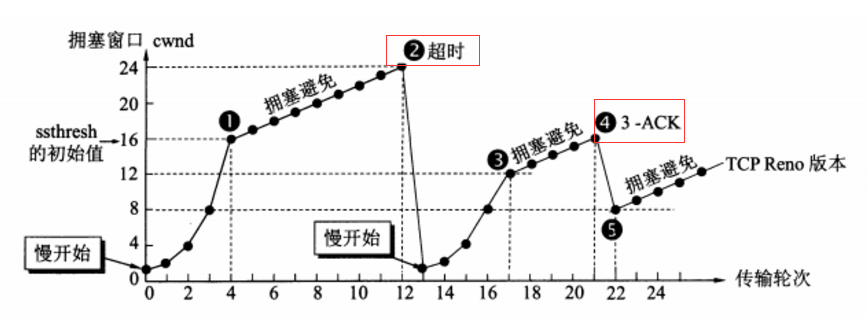 拥塞窗口 cwnd
❷超时
24
20
16
12
8
4
0
ssthresh
的初始值
❶
拥塞避免
❸
拥塞避免
❹ 3 -ACK
❺
拥塞避免
TCP Reno 版本
慢开始
慢开始
0 2 4 6 8 10 12 14 16 18 20 22 24
传输轮次